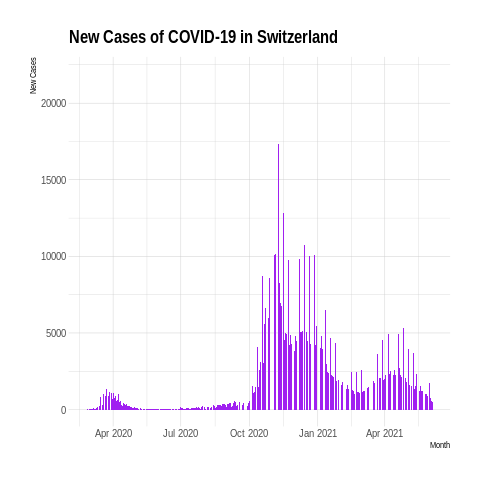 New Cases of COVID-19 in Switzerland
New Cases
20000
15000
10000
5000
0
Apr 2020 Jul 2020 Oct 2020 Jan 2021 Apr 2021
Month